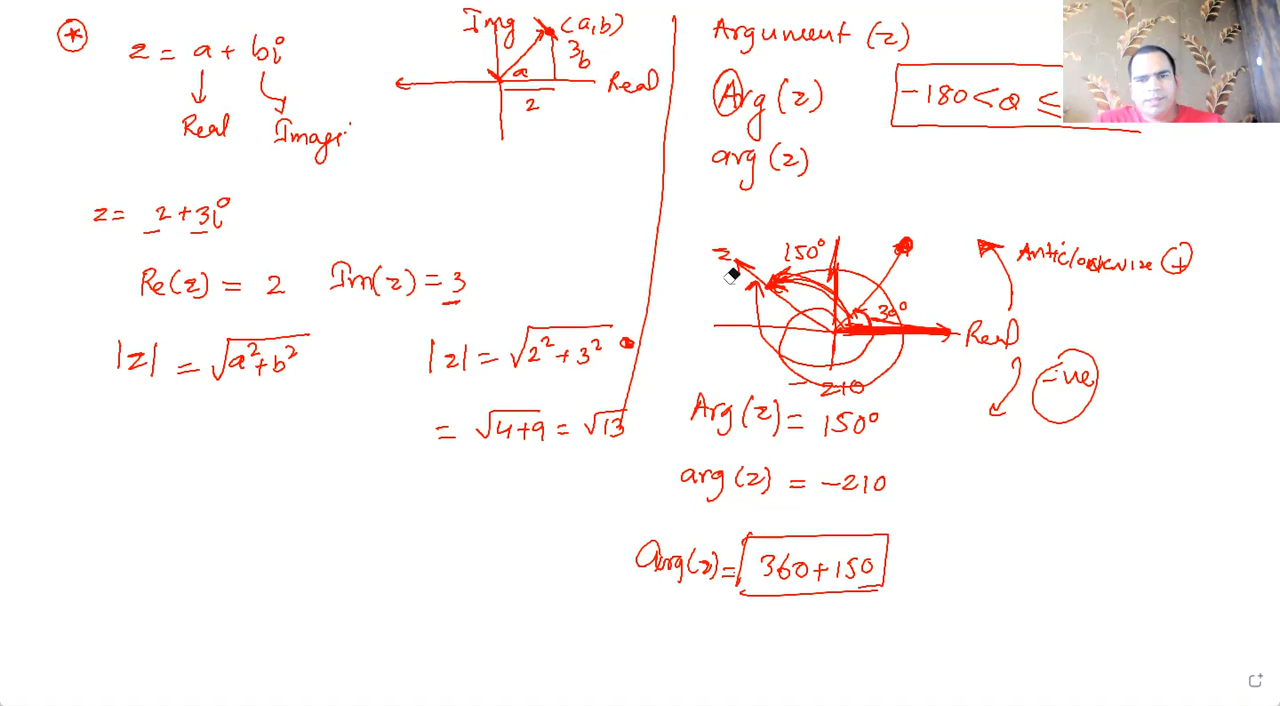 *
z = a + bi
Real
Imagi
Img
(a,b)
3
b
a
2
Real
z = 2+3i
Re(z) = 2 Im(z) = 3
|z| = √a²+b²
|z| = √2²+3²
= √4+9 = √13
Argument (z)
Arg(z)
arg(z)
-180<θ ≤
z
150°
30°
Real
-210
Anticlockwise (+)
-ive
Arg(z) = 150°
arg(z) = -210
arg(z) = 360+150